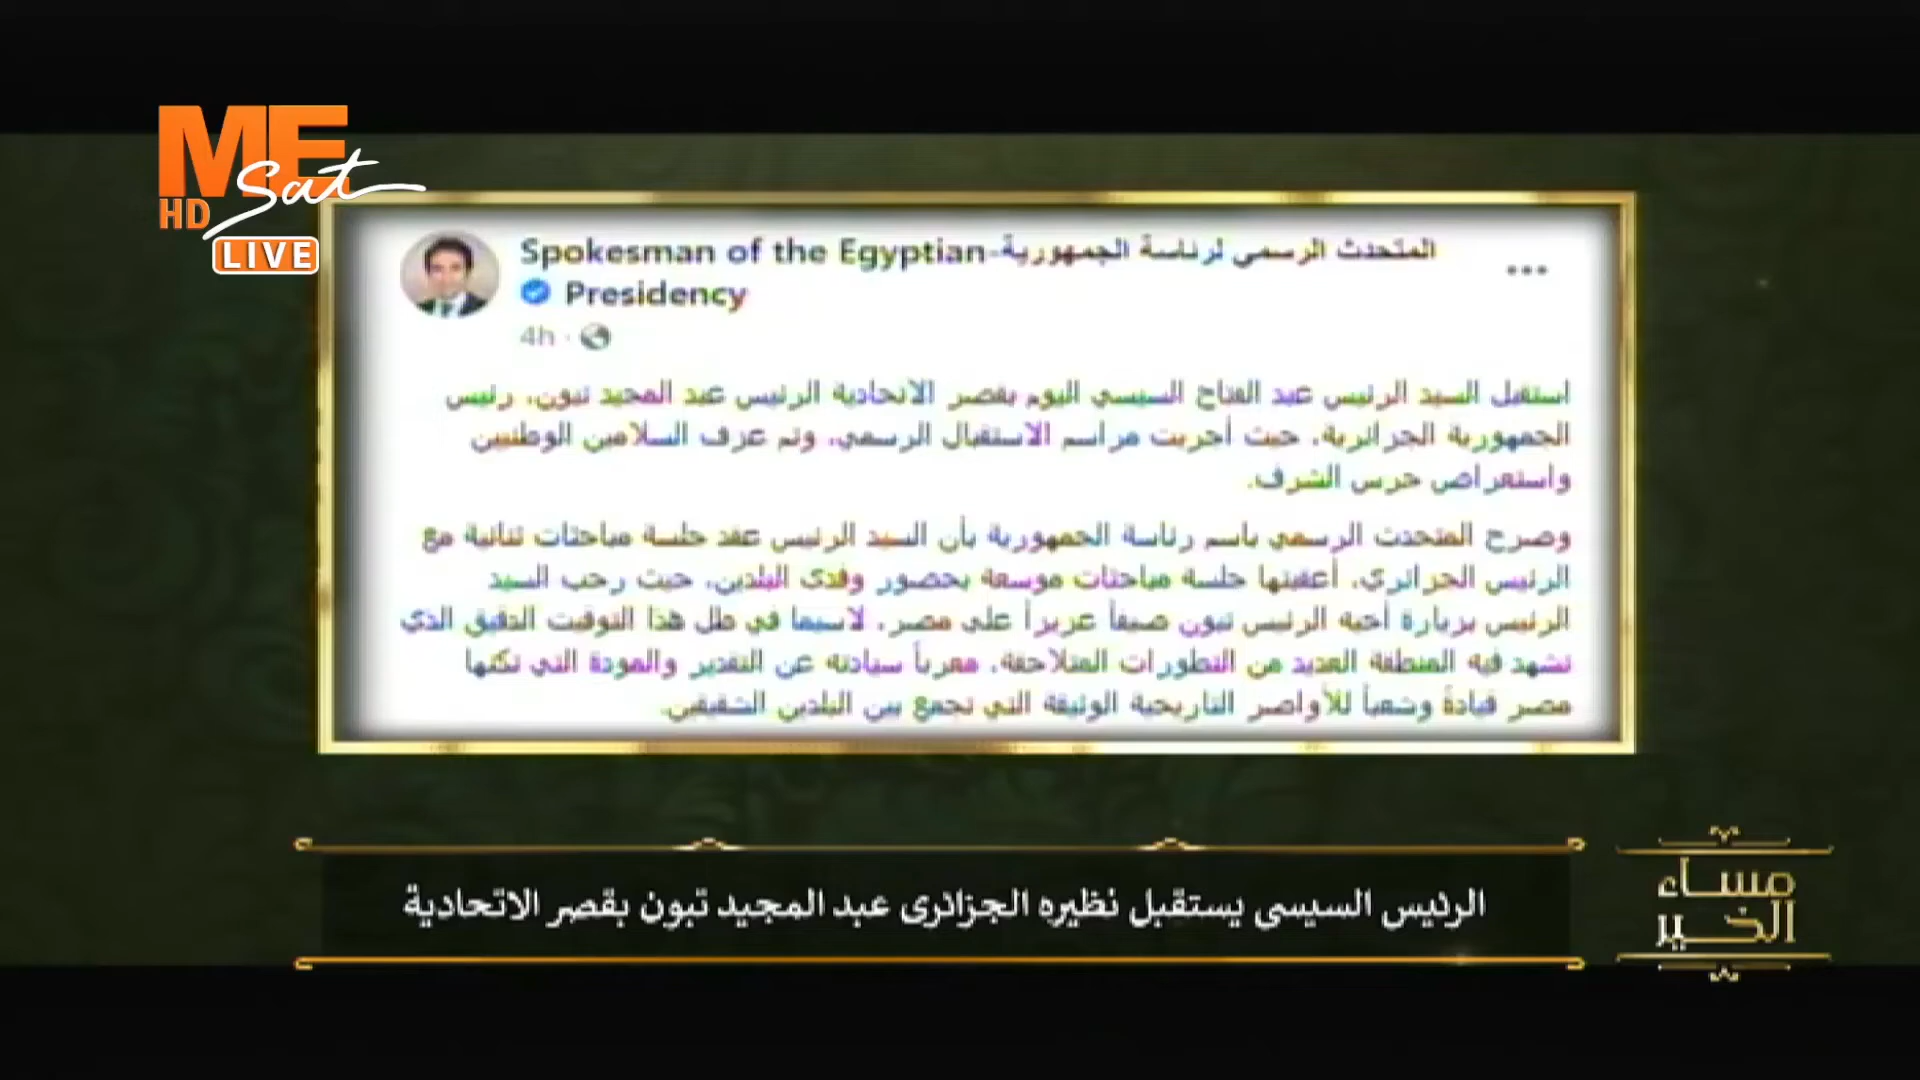 ME
Sat
HD
LIVE
المتحدث الرسمي لرئاسة الجمهورية-Spokesman of the Egyptian
Presidency
4h ·
استقبل السيد الرئيس عبد الفتاح السيسي اليوم بقصر الاتحادية الرئيس عبد المجيد تبون، رئيس
الجمهورية الجزائرية، حيث أجريت مراسم الاستقبال الرسمي، وتم عزف السلامين الوطنيين
واستعراض حرس الشرف.
وصرح المتحدث الرسمي باسم رئاسة الجمهورية بأن السيد الرئيس عقد جلسة مباحثات ثنائية مع
الرئيس الجزائري، أعقبتها جلسة مباحثات موسعة بحضور وفدي البلدين، حيث رحب السيد
الرئيس بزيارة أخيه الرئيس تبون ضيفاً عزيزاً على مصر، لاسيما في ظل هذا التوقيت الدقيق الذي
تشهد فيه المنطقة العديد من التطورات المتلاحقة، معرباً سيادته عن التقدير والمودة التي تكنها
مصر قيادةً وشعباً للأواصر التاريخية الوثيقة التي تجمع بين البلدين الشقيقين.
الرئيس السيسى يستقبل نظيره الجزائرى عبد المجيد تبون بقصر الاتحادية
مساء
الخير